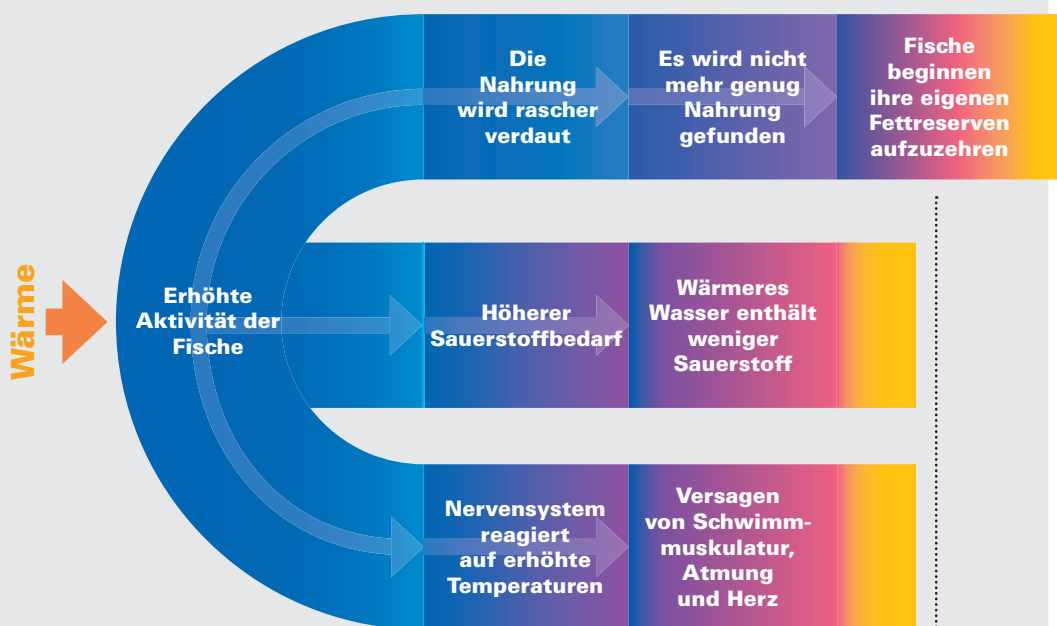 Wärme
Erhöhte
Aktivität der
Fische
Die
Nahrung
wird rascher
verdaut
Es wird nicht
mehr genug
Nahrung
gefunden
Fische
beginnen
ihre eigenen
Fettreserven
aufzuzehren
Höherer
Sauerstoffbedarf
Wärmeres
Wasser enthält
weniger
Sauerstoff
Nervensystem
reagiert
auf erhöhte
Temperaturen
Versagen
von Schwimm-
muskulatur,
Atmung
und Herz